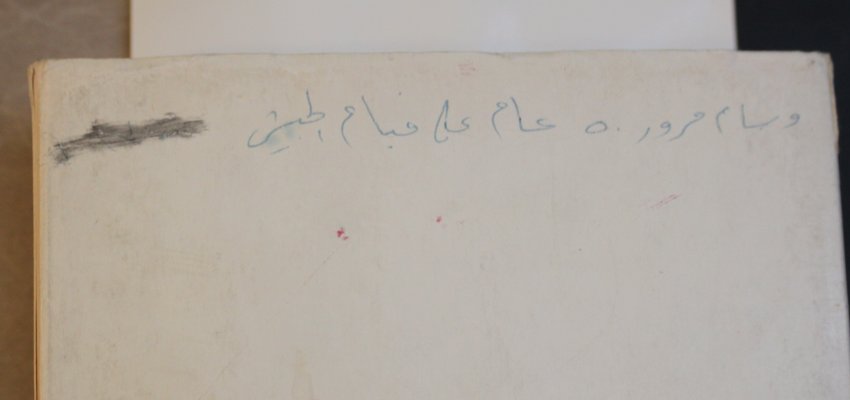 وسام مرور ٥٠ عام على قيام الجيش